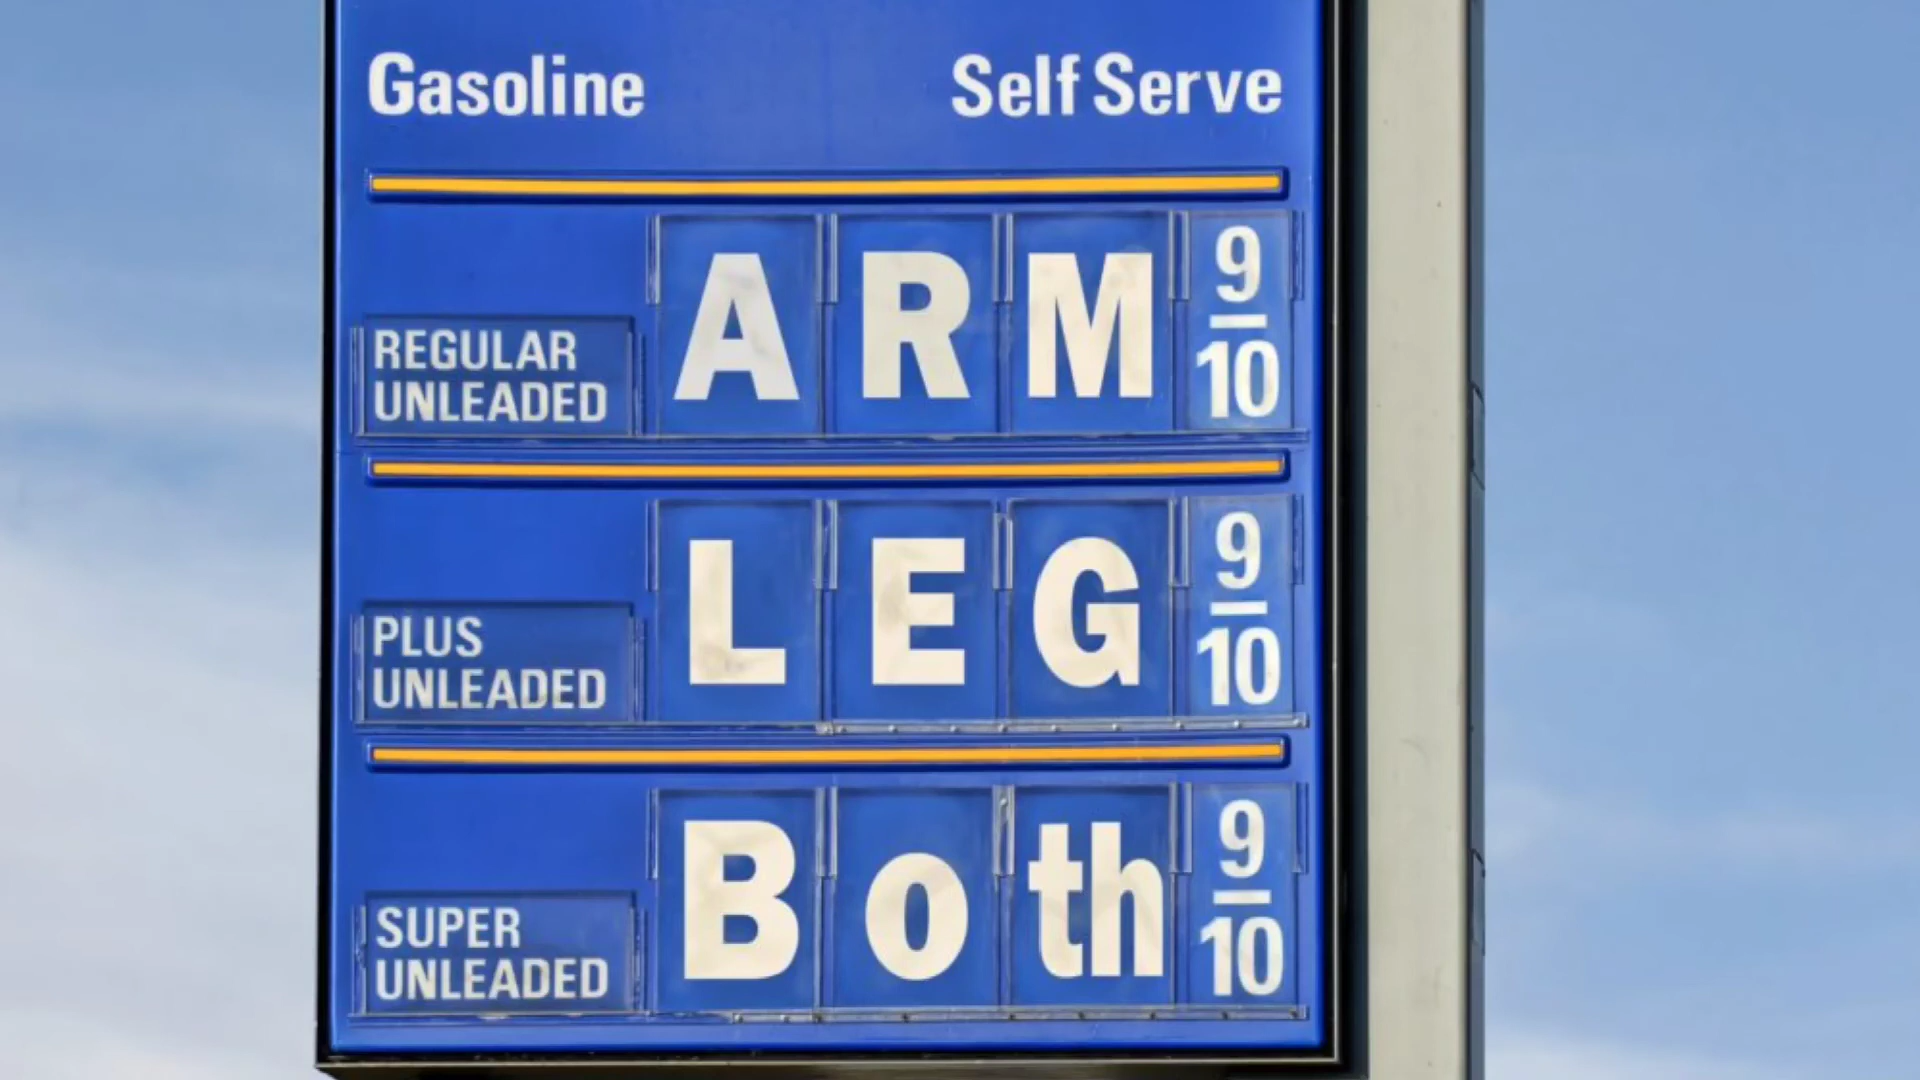 Gasoline Self Serve
REGULAR
UNLEADED
ARM 9/10
PLUS
UNLEADED
LEG 9/10
SUPER
UNLEADED
Both 9/10